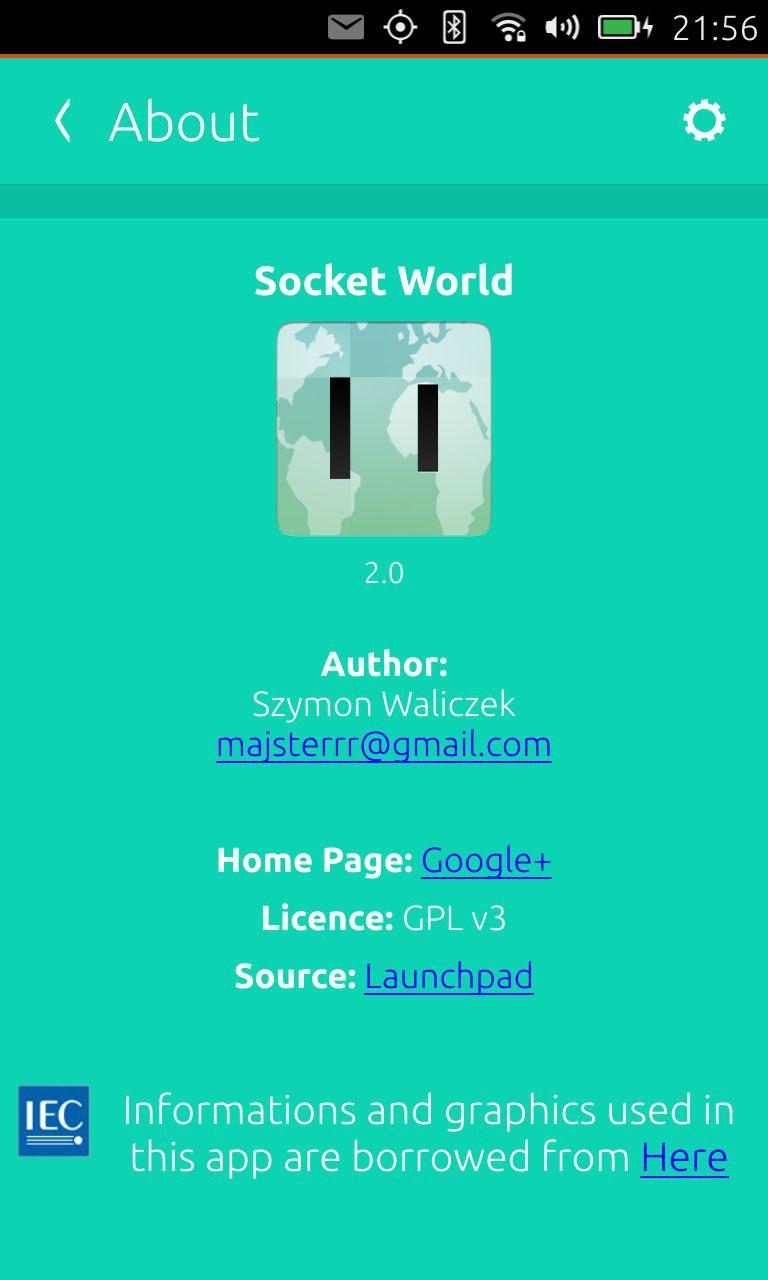 21:56
About
Socket World
2.0
Author:
Szymon Waliczek
majsterrr@gmail.com
Home Page: Google+
Licence: GPL v3
Source: Launchpad
IEC
Informations and graphics used in
this app are borrowed from Here